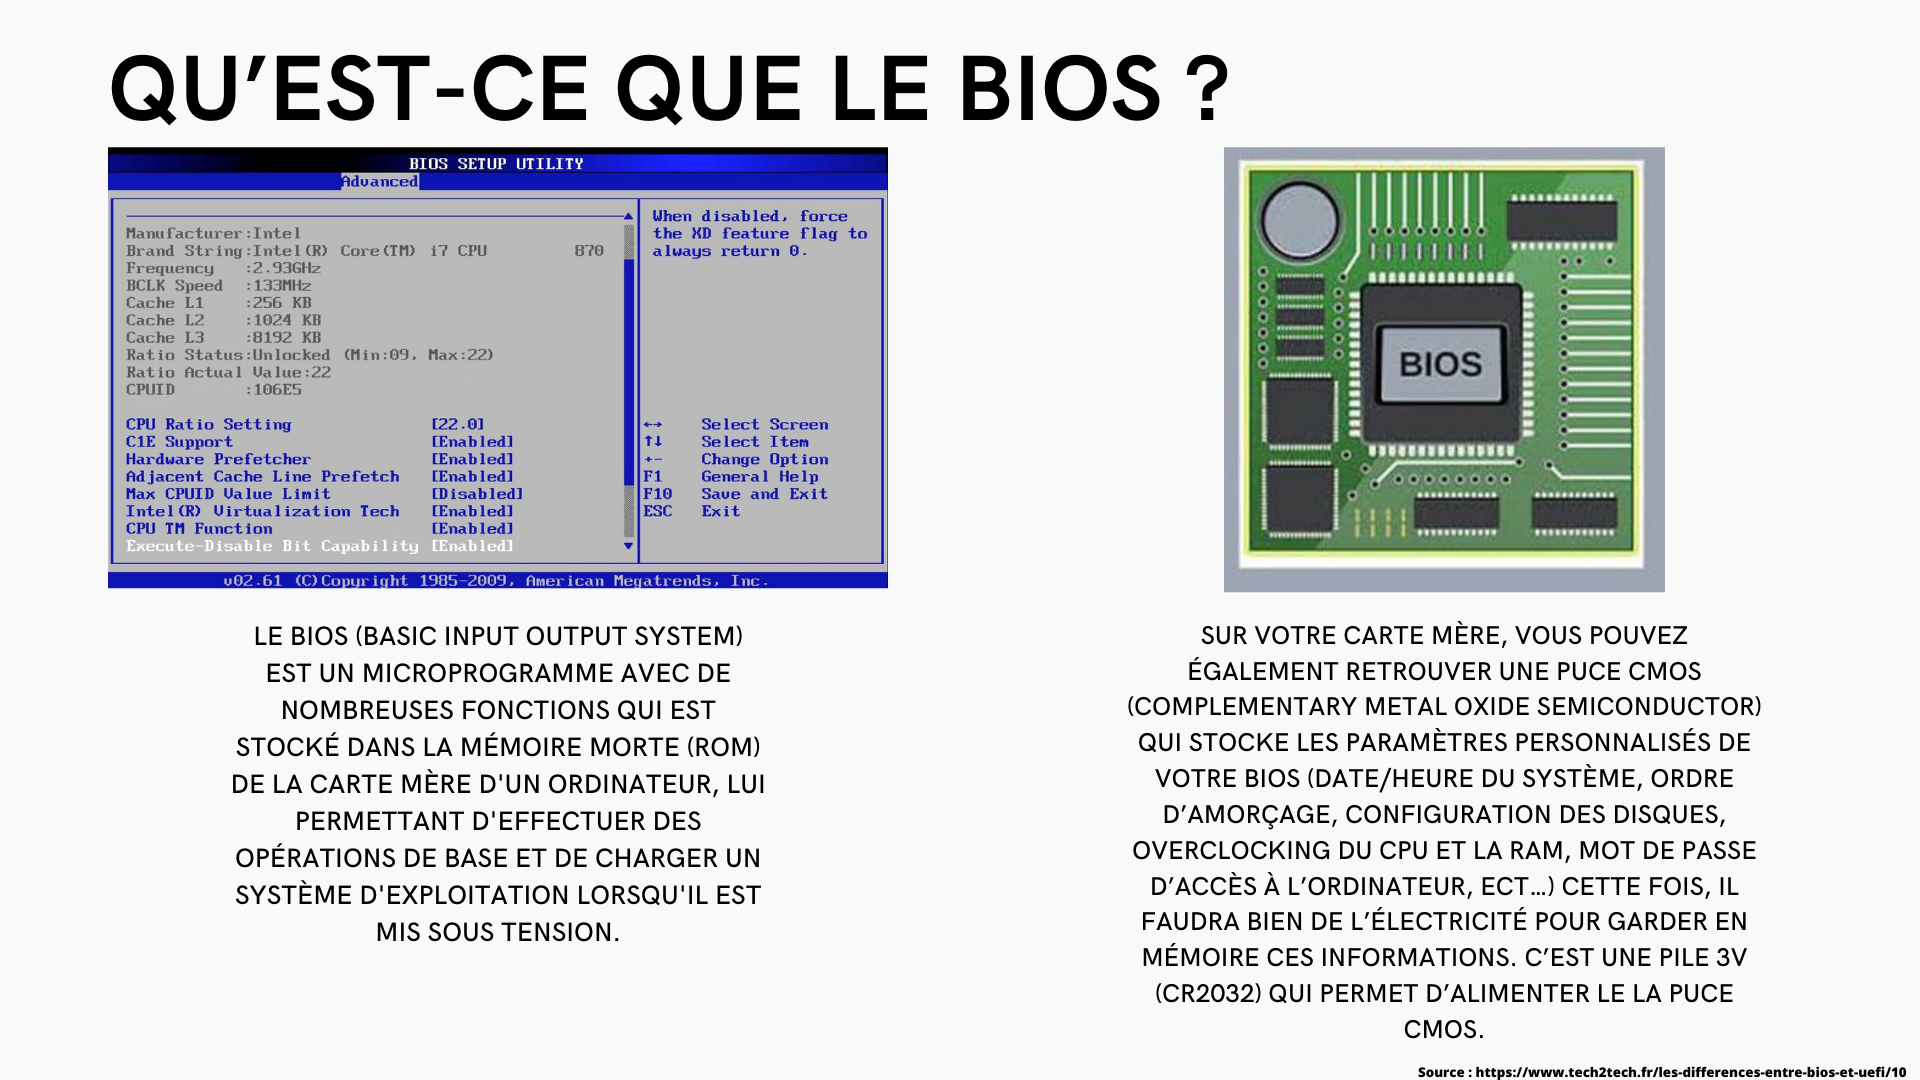 QU’EST-CE QUE LE BIOS ?
BIOS SETUP UTILITY
Advanced
Manufacturer:Intel
Brand String:Intel(R) Core(TM) i7 CPU 870
Frequency :2.93GHz
BCLK Speed :133MHz
Cache L1 :256 KB
Cache L2 :1024 KB
Cache L3 :8192 KB
Ratio Status:Unlocked (Min:09, Max:22)
Ratio Actual Value:22
CPUID :106E5
CPU Ratio Setting [22.0]
C1E Support [Enabled]
Hardware Prefetcher [Enabled]
Adjacent Cache Line Prefetch [Enabled]
Max CPUID Value Limit [Disabled]
Intel(R) Virtualization Tech [Enabled]
CPU TM Function [Enabled]
Execute-Disable Bit Capability [Enabled]
When disabled, force
the XD feature flag to
always return 0.
←→ Select Screen
↑↓ Select Item
+- Change Option
F1 General Help
F10 Save and Exit
ESC Exit
v02.61 (C)Copyright 1985-2009, American Megatrends, Inc.
BIOS
LE BIOS (BASIC INPUT OUTPUT SYSTEM)
EST UN MICROPROGRAMME AVEC DE
NOMBREUSES FONCTIONS QUI EST
STOCKÉ DANS LA MÉMOIRE MORTE (ROM)
DE LA CARTE MÈRE D'UN ORDINATEUR, LUI
PERMETTANT D'EFFECTUER DES
OPÉRATIONS DE BASE ET DE CHARGER UN
SYSTÈME D'EXPLOITATION LORSQU'IL EST
MIS SOUS TENSION.
SUR VOTRE CARTE MÈRE, VOUS POUVEZ
ÉGALEMENT RETROUVER UNE PUCE CMOS
(COMPLEMENTARY METAL OXIDE SEMICONDUCTOR)
QUI STOCKE LES PARAMÈTRES PERSONNALISÉS DE
VOTRE BIOS (DATE/HEURE DU SYSTÈME, ORDRE
D’AMORÇAGE, CONFIGURATION DES DISQUES,
OVERCLOCKING DU CPU ET LA RAM, MOT DE PASSE
D’ACCÈS À L’ORDINATEUR, ECT…) CETTE FOIS, IL
FAUDRA BIEN DE L’ÉLECTRICITÉ POUR GARDER EN
MÉMOIRE CES INFORMATIONS. C’EST UNE PILE 3V
(CR2032) QUI PERMET D’ALIMENTER LE LA PUCE
CMOS.
Source : https://www.tech2tech.fr/les-differences-entre-bios-et-uefi/10